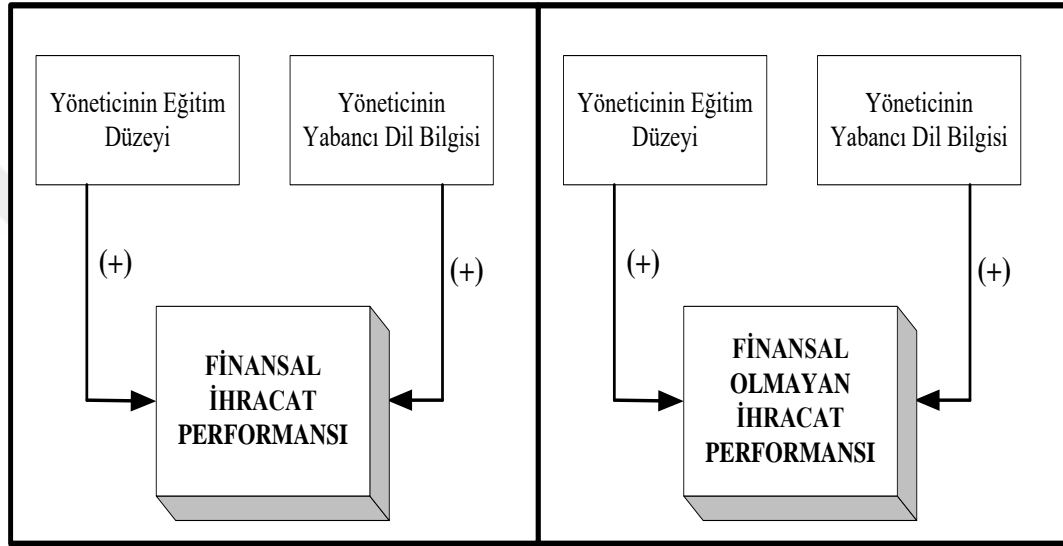 Yöneticinin Eğitim
Düzeyi
Yöneticinin
Yabancı Dil Bilgisi
(+)
(+)
FİNANSAL
İHRACAT
PERFORMANSI
Yöneticinin Eğitim
Düzeyi
Yöneticinin
Yabancı Dil Bilgisi
(+)
(+)
FİNANSAL
OLMAYAN
İHRACAT
PERFORMANSI